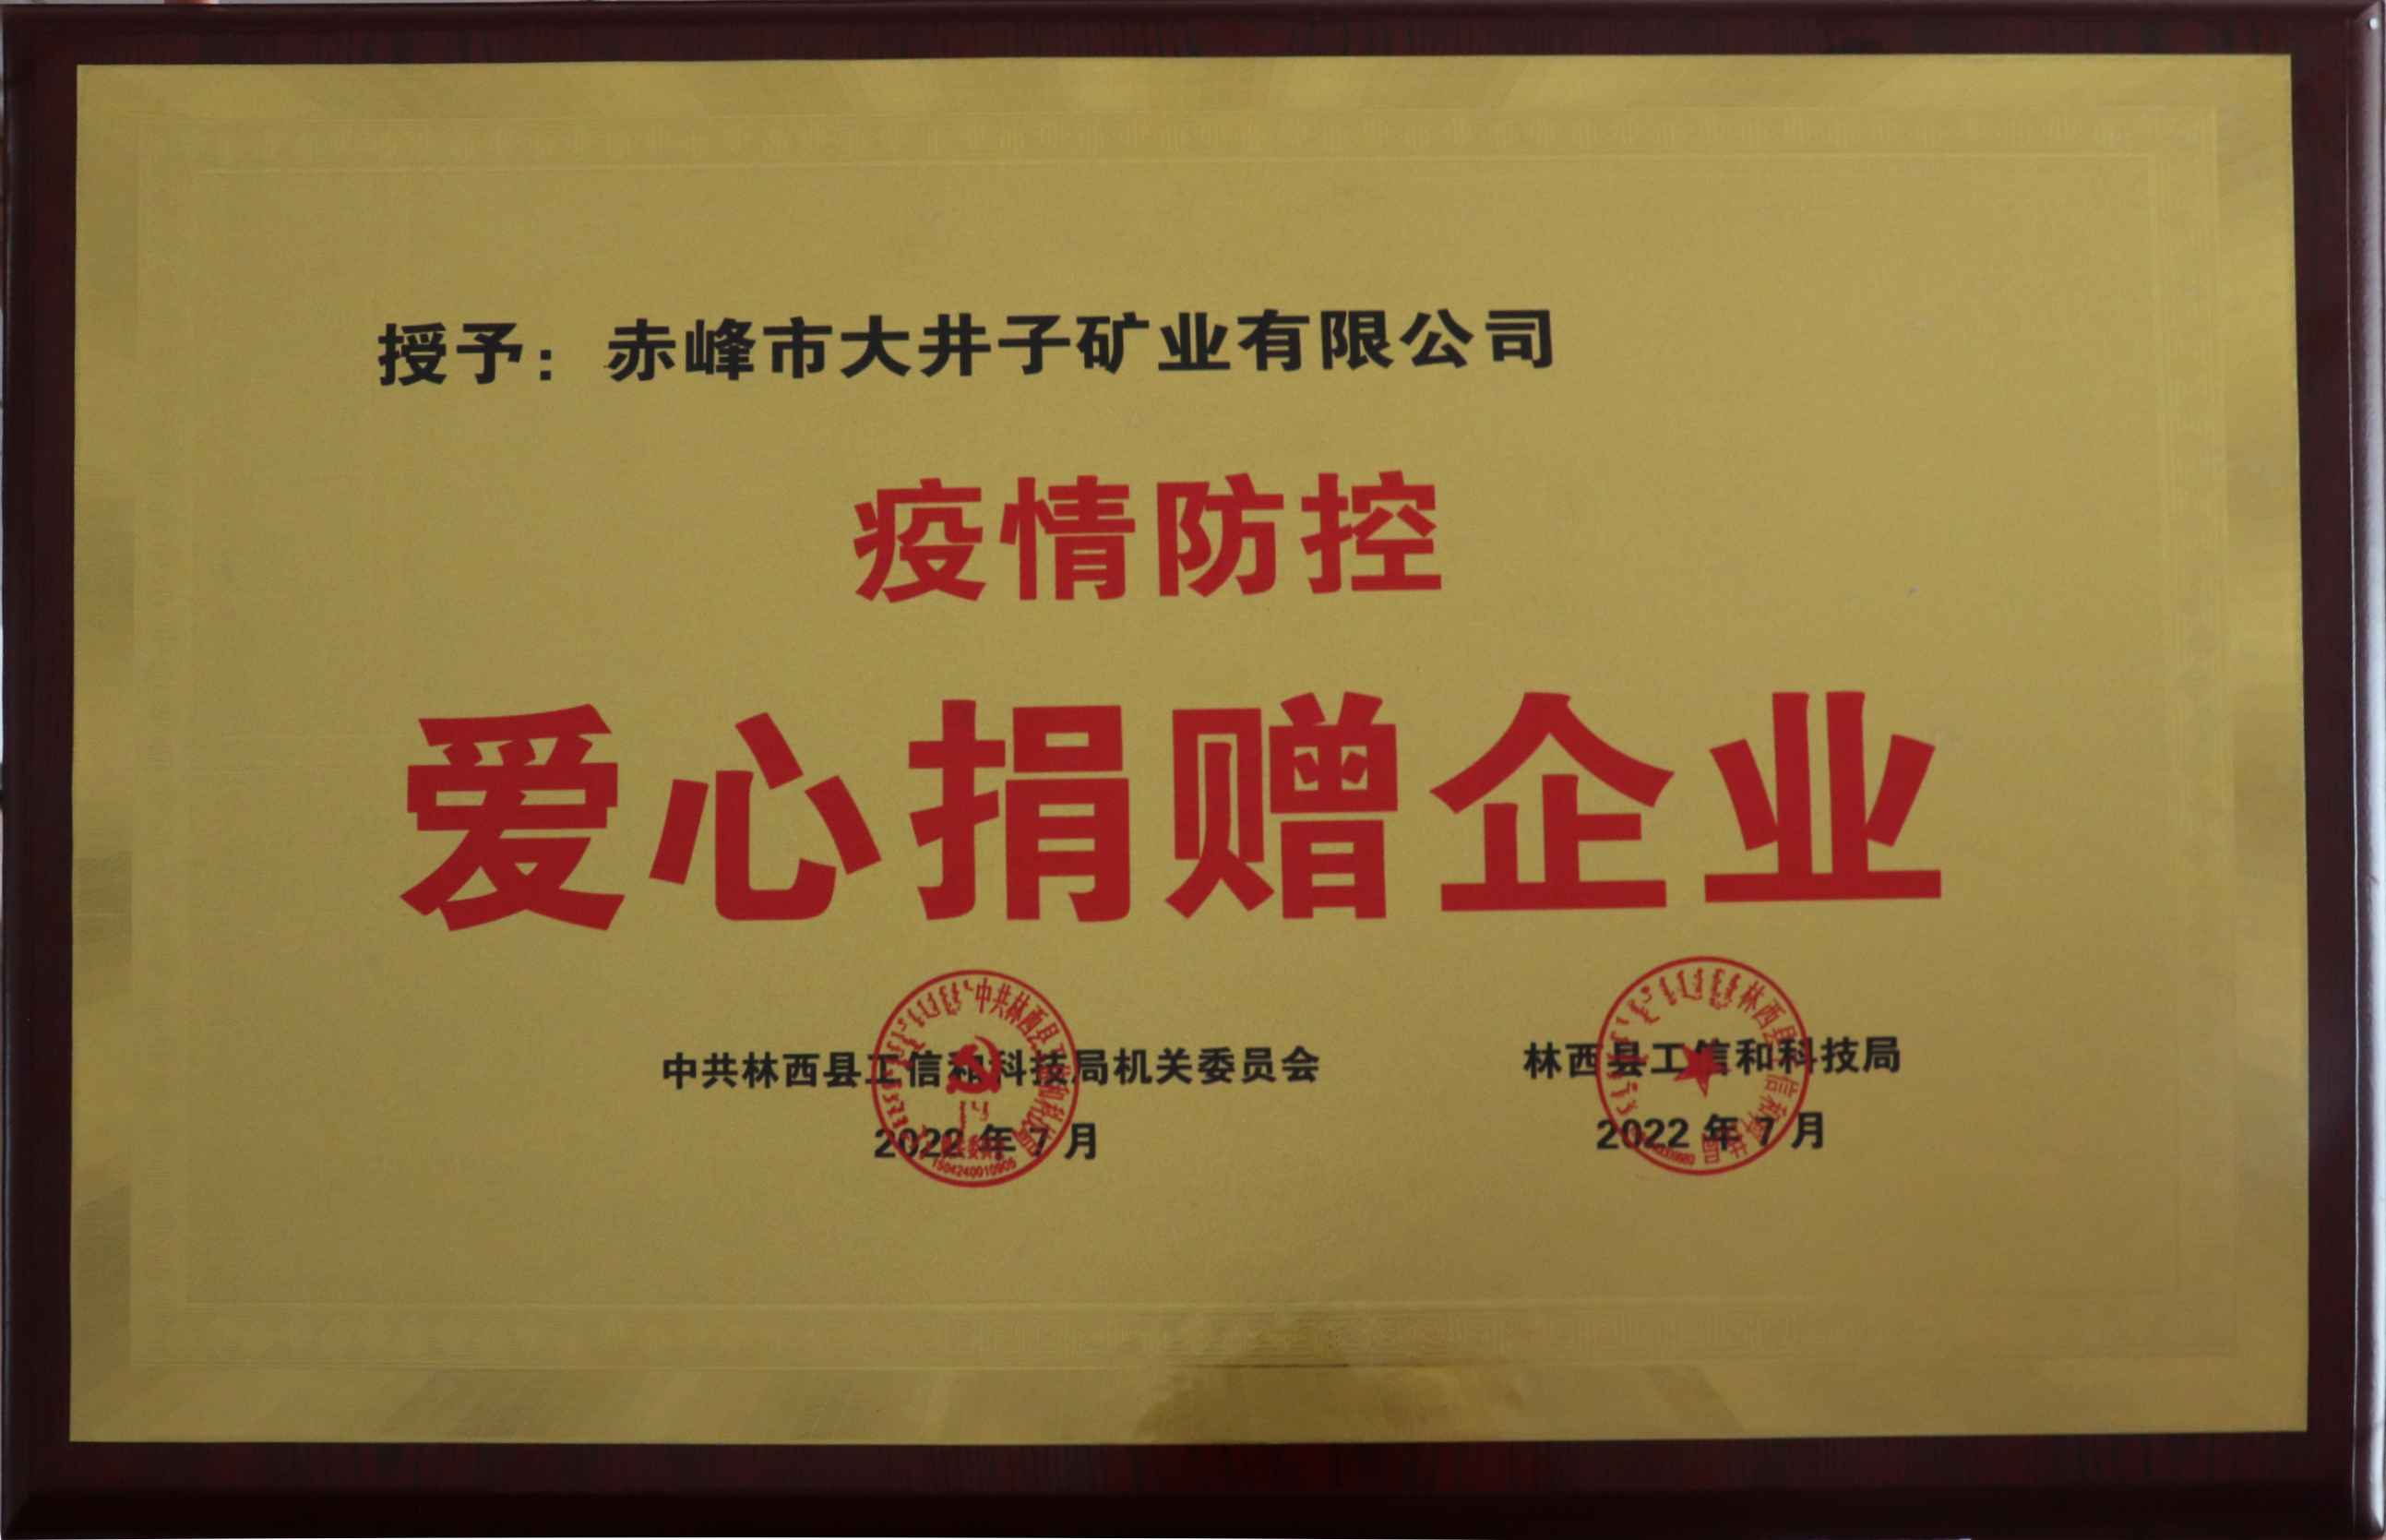 授予：赤峰市大井子矿业有限公司
疫情防控
爱心捐赠企业
中共林西县工信和科技局机关委员会
林西县工信和科技局
2022年7月
2022年7月